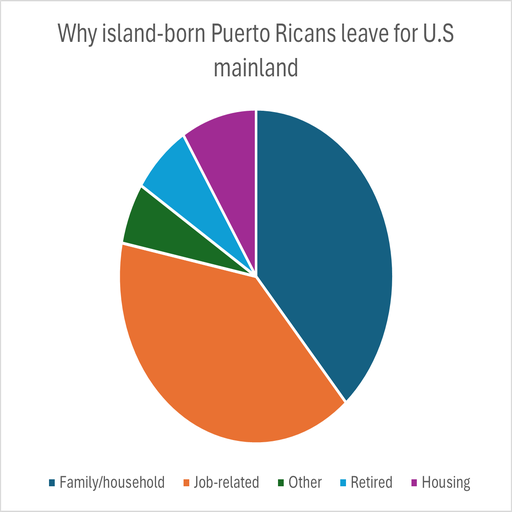 Why island-born Puerto Ricans leave for U.S
mainland
Family/household Job-related Other Retired Housing